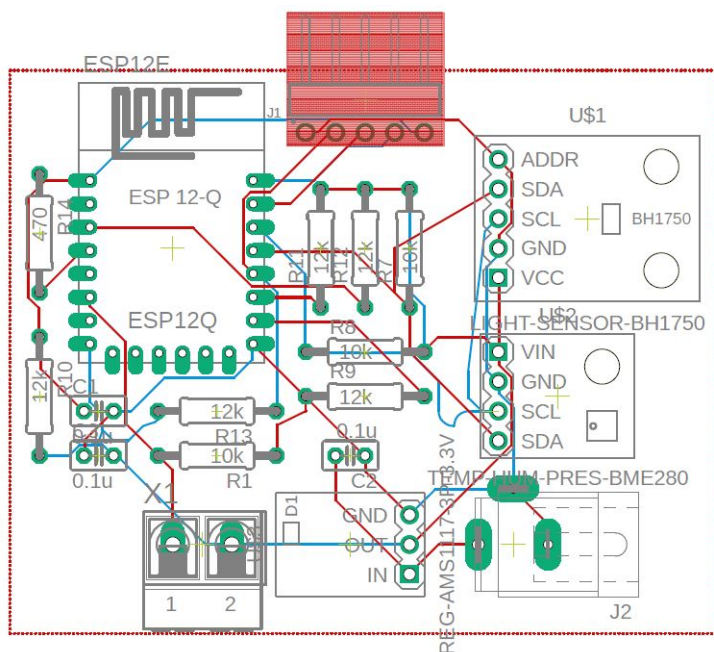 ESP12E
J1
U$1
ADDR
SDA
SCL
GND
VCC
BH1750
ESP 12-Q
470
R14
12k
R11
12k
R12
10k
R7
ESP12Q
U$2
LIGHT-SENSOR-BH1750
R8
10k
VIN
GND
SCL
SDA
R9
12k
12k
R10
C1
12k
R13
10k
R1
0.1u
0.1u
C2
TEMP-HUM-PRES-BME280
X1
D1
GND
OUT
IN
REG-AMS1117-3PI-3.3V
1
2
J2